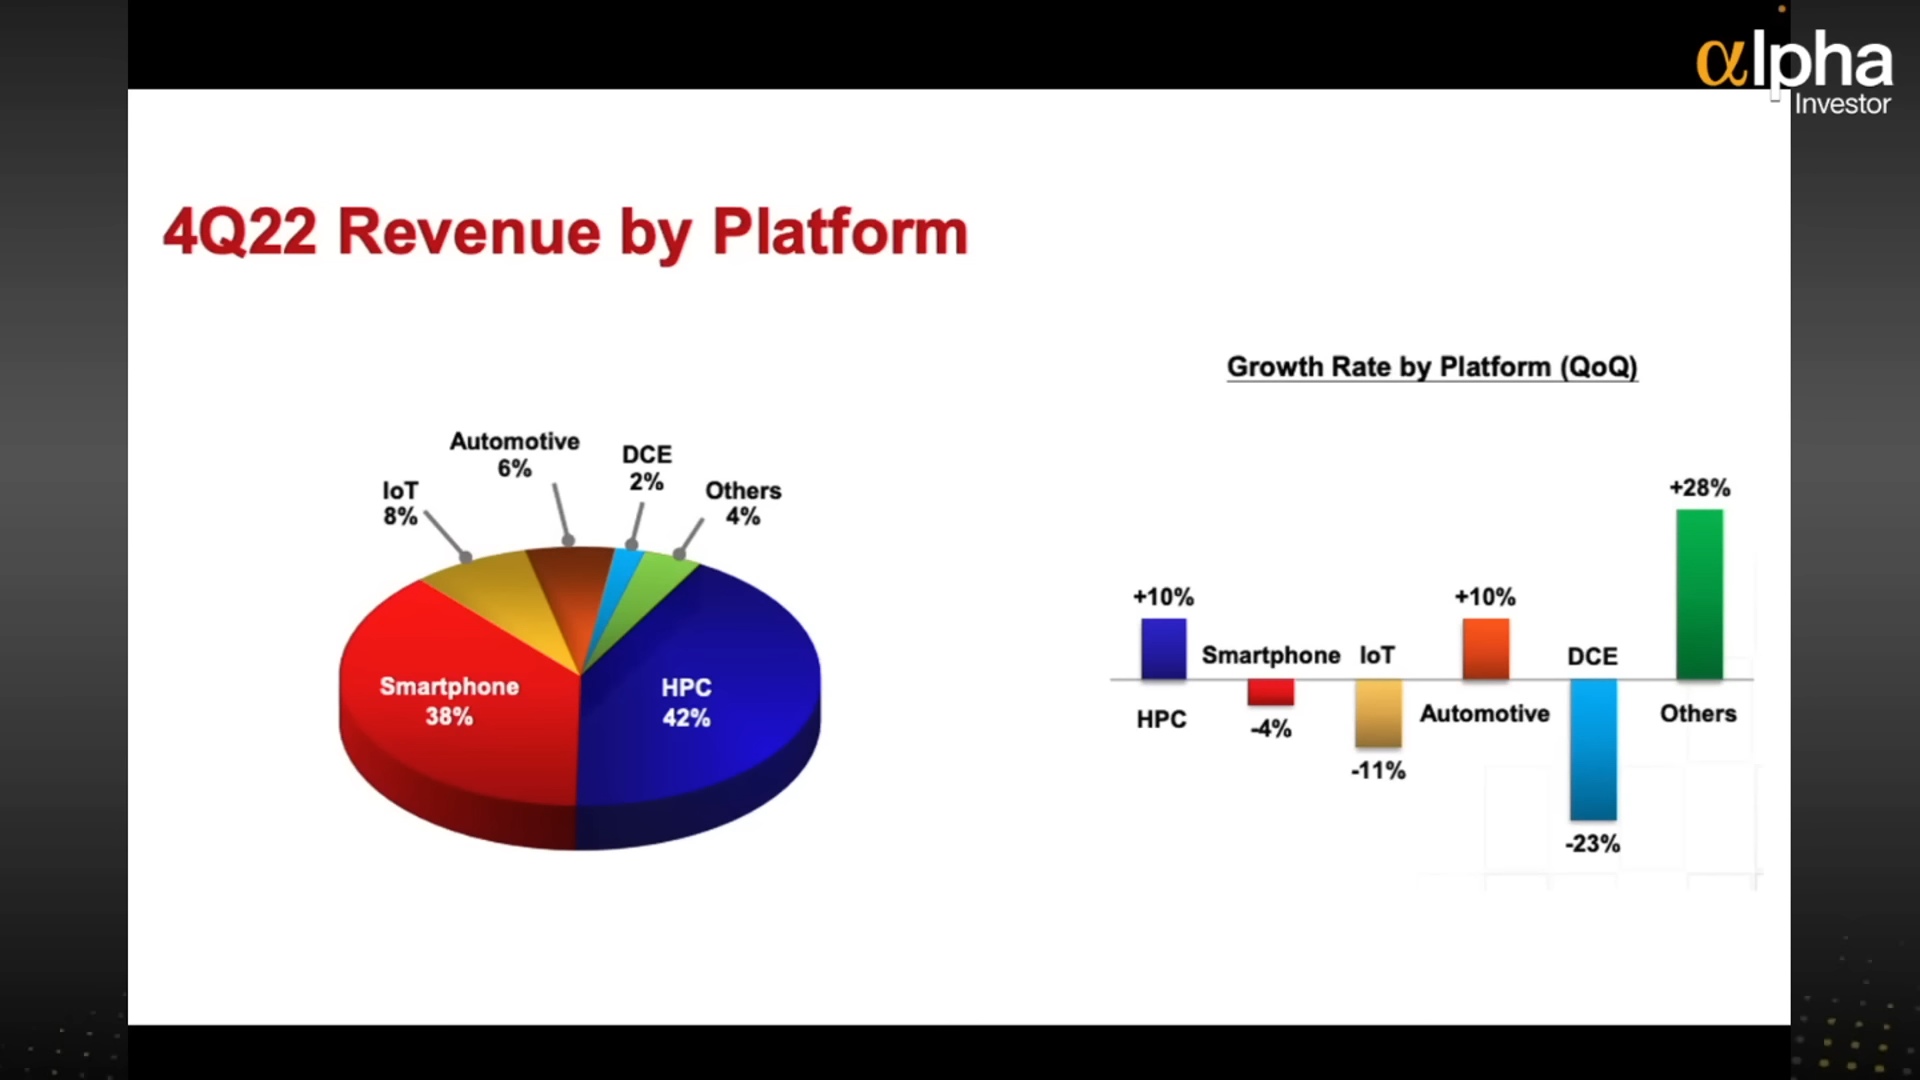 αlpha
Investor
4Q22 Revenue by Platform
Growth Rate by Platform (QoQ)
Automotive
6%
DCE
2%
IoT
8%
Others
4%
Smartphone
38%
HPC
42%
+28%
+10%
+10%
Smartphone
IoT
DCE
HPC
Automotive
Others
-4%
-11%
-23%